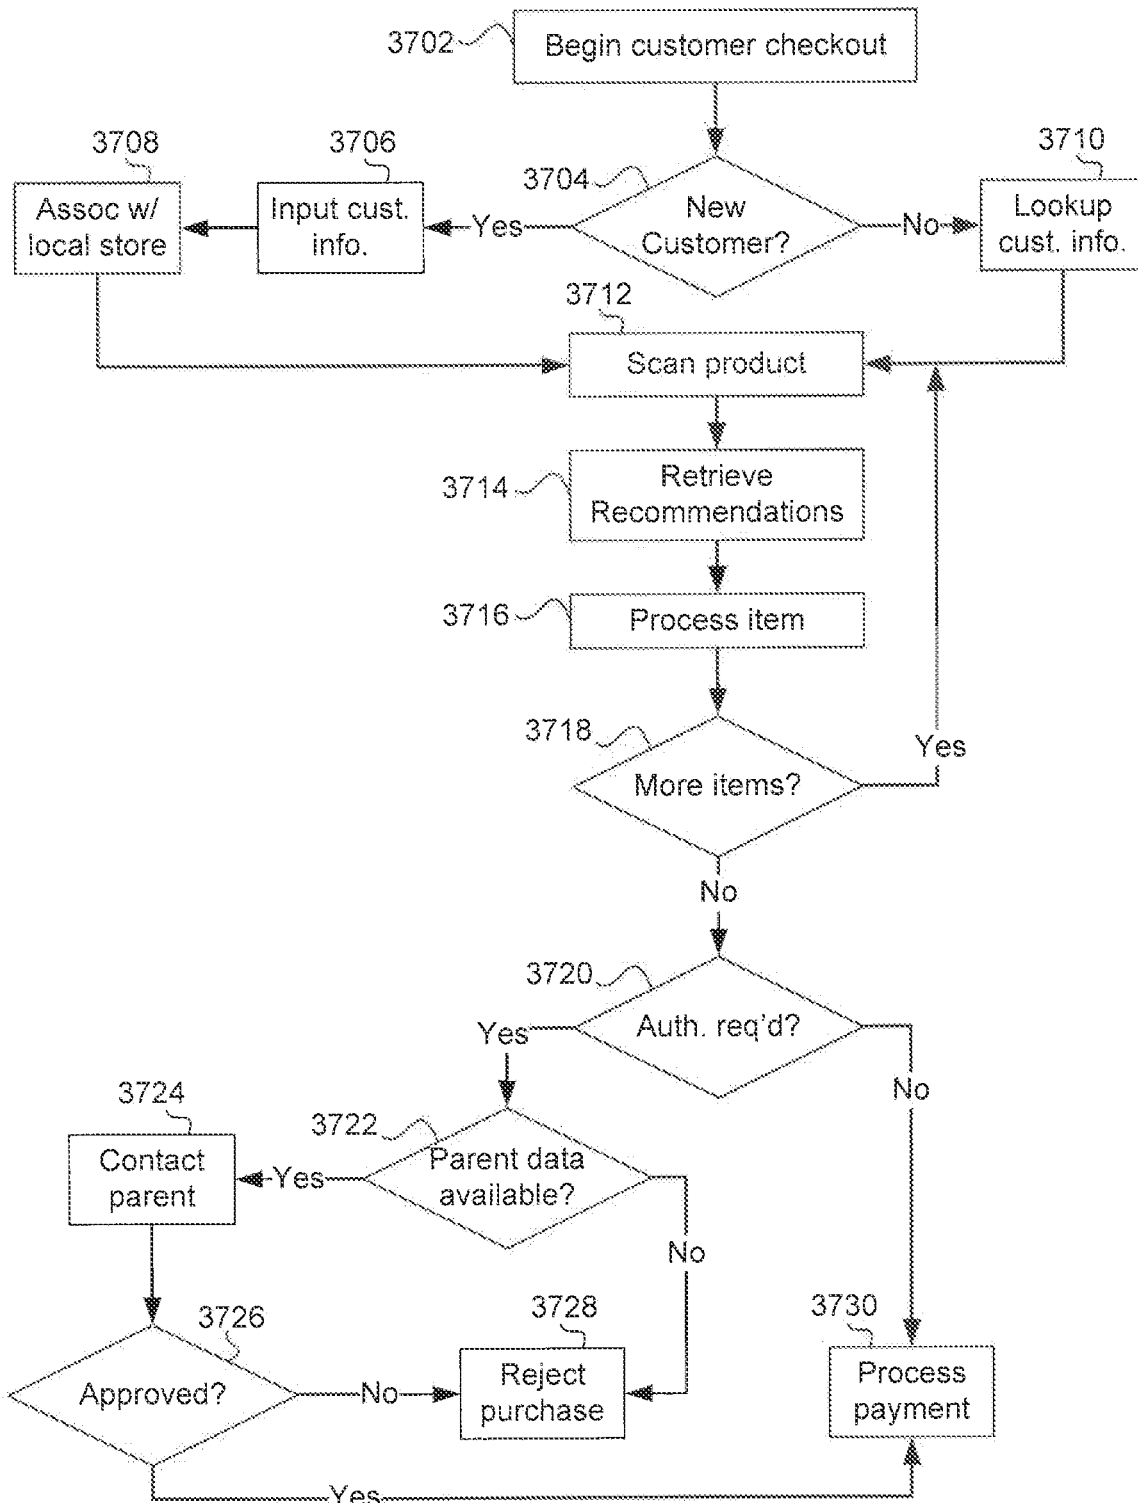 3702
Begin customer checkout
3708
3706
3704
3710
Assoc w/
local store
Input cust.
info.
Yes
New
Customer?
No
Lookup
cust. info.
3712
Scan product
3714
Retrieve
Recommendations
3716
Process item
3718
More items?
Yes
No
3720
Auth. req'd?
Yes
No
3724
3722
Contact
parent
Yes
Parent data
available?
No
3726
3728
3730
Approved?
No
Reject
purchase
Process
payment
Yes